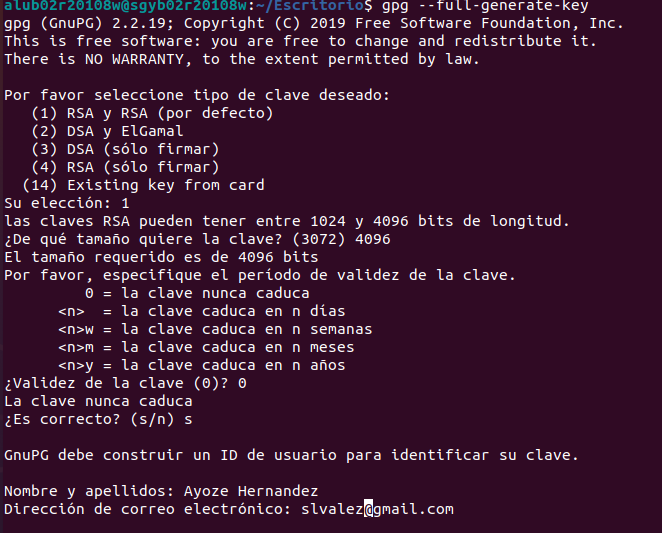 alub02r20108w@sgyb02r20108w:~/Escritorio$ gpg --full-generate-key
gpg (GnuPG) 2.2.19; Copyright (C) 2019 Free Software Foundation, Inc.
This is free software: you are free to change and redistribute it.
There is NO WARRANTY, to the extent permitted by law.

Por favor seleccione tipo de clave deseado:
   (1) RSA y RSA (por defecto)
   (2) DSA y ElGamal
   (3) DSA (sólo firmar)
   (4) RSA (sólo firmar)
  (14) Existing key from card
Su elección: 1
las claves RSA pueden tener entre 1024 y 4096 bits de longitud.
¿De qué tamaño quiere la clave? (3072) 4096
El tamaño requerido es de 4096 bits
Por favor, especifique el período de validez de la clave.
         0 = la clave nunca caduca
      <n>  = la clave caduca en n días
      <n>w = la clave caduca en n semanas
      <n>m = la clave caduca en n meses
      <n>y = la clave caduca en n años
¿Validez de la clave (0)? 0
La clave nunca caduca
¿Es correcto? (s/n) s

GnuPG debe construir un ID de usuario para identificar su clave.

Nombre y apellidos: Ayoze Hernandez
Dirección de correo electrónico: slvalez@gmail.com